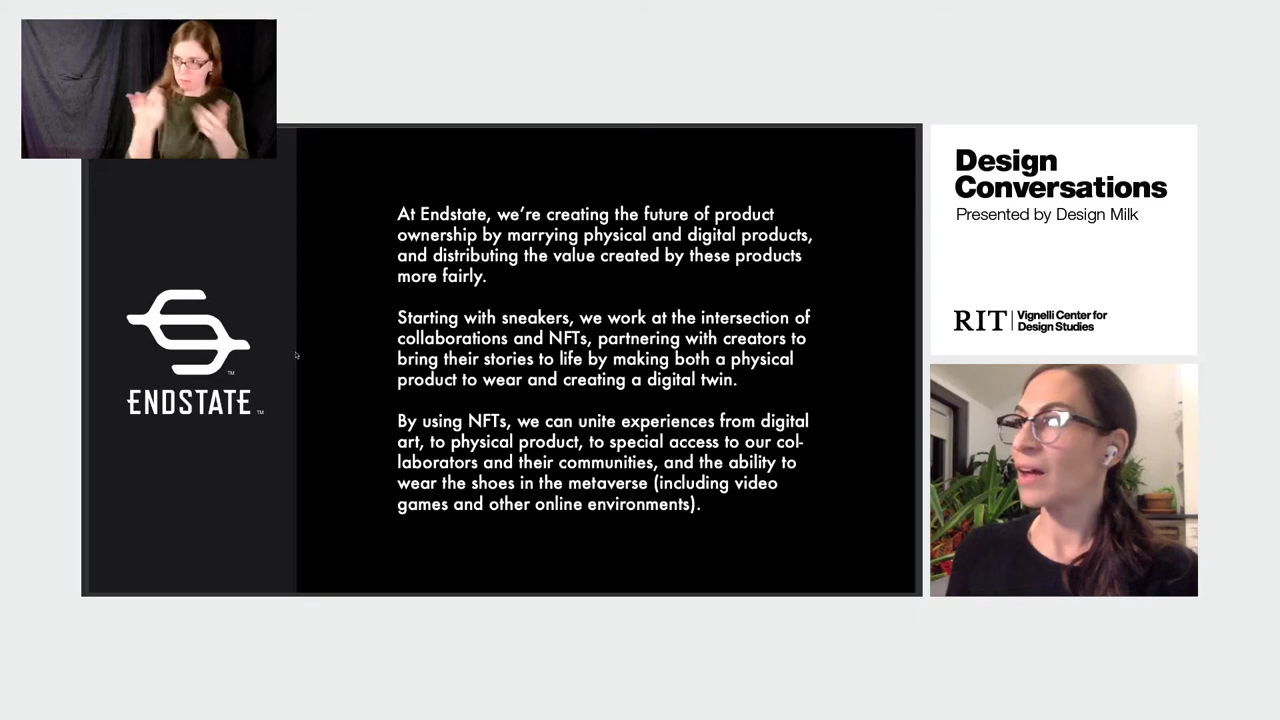 At Endstate, we’re creating the future of product
ownership by marrying physical and digital products,
and distributing the value created by these products
more fairly.
Starting with sneakers, we work at the intersection of
collaborations and NFTs, partnering with creators to
bring their stories to life by making both a physical
product to wear and creating a digital twin.
By using NFTs, we can unite experiences from digital
art, to physical product, to special access to our col-
laborators and their communities, and the ability to
wear the shoes in the metaverse (including video
games and other online environments).
™
ENDSTATE™
Design
Conversations
Presented by Design Milk
RIT | Vignelli Center for
Design Studies